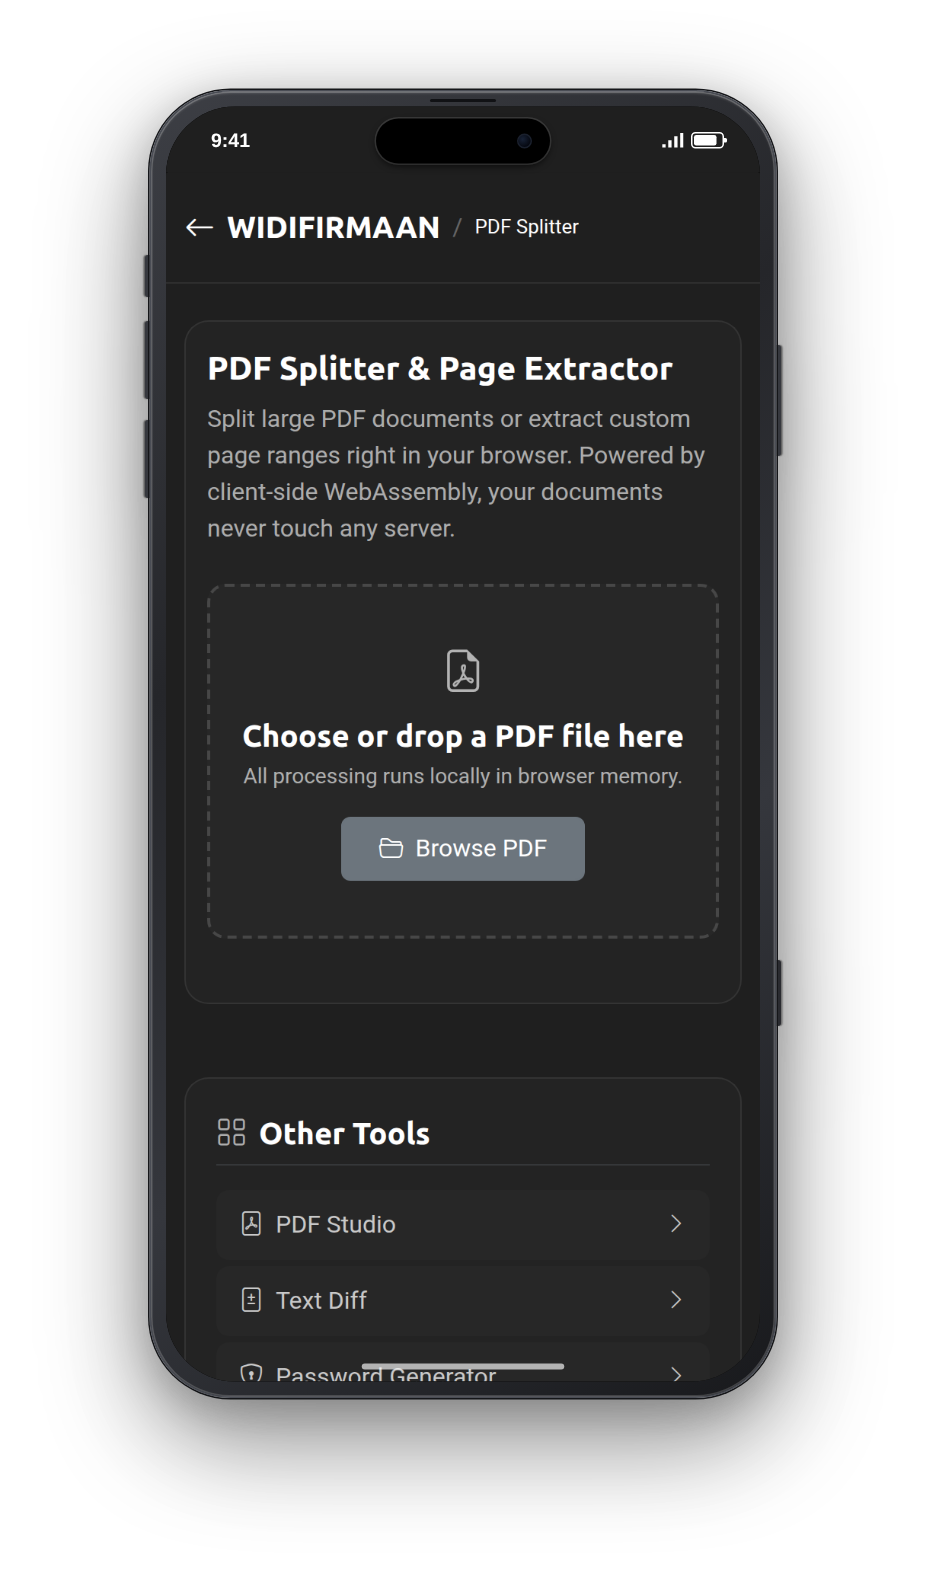 9:41
WIDIFIRMAAN / PDF Splitter
PDF Splitter & Page Extractor
Split large PDF documents or extract custom
page ranges right in your browser. Powered by
client-side WebAssembly, your documents
never touch any server.
Choose or drop a PDF file here
All processing runs locally in browser memory.
Browse PDF
Other Tools
PDF Studio
Text Diff
Password Generator